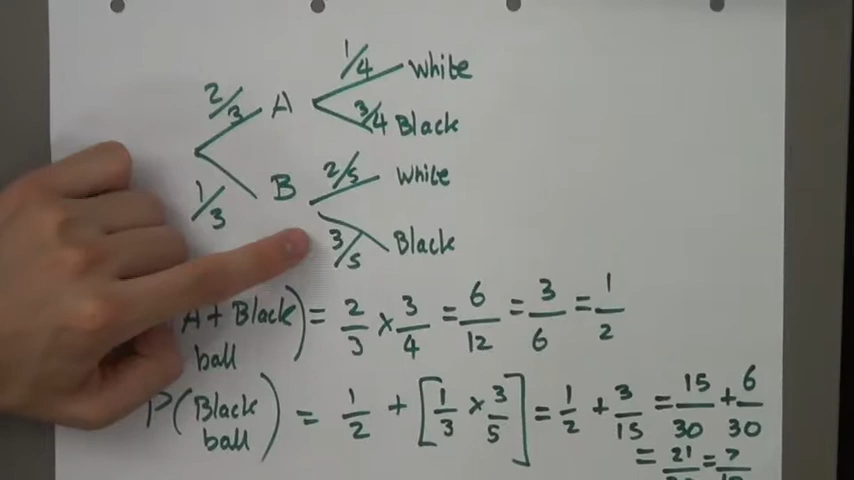 1/4 White
2/3 A 3/4 Black
1/3 B 2/5 White
3/5 Black
A + Black ball) = 2/3 × 3/4 = 6/12 = 3/6 = 1/2
P(Black ball) = 1/2 + [1/3 × 3/5] = 1/2 + 3/15 = 15/30 + 6/30
= 21/ = 7/